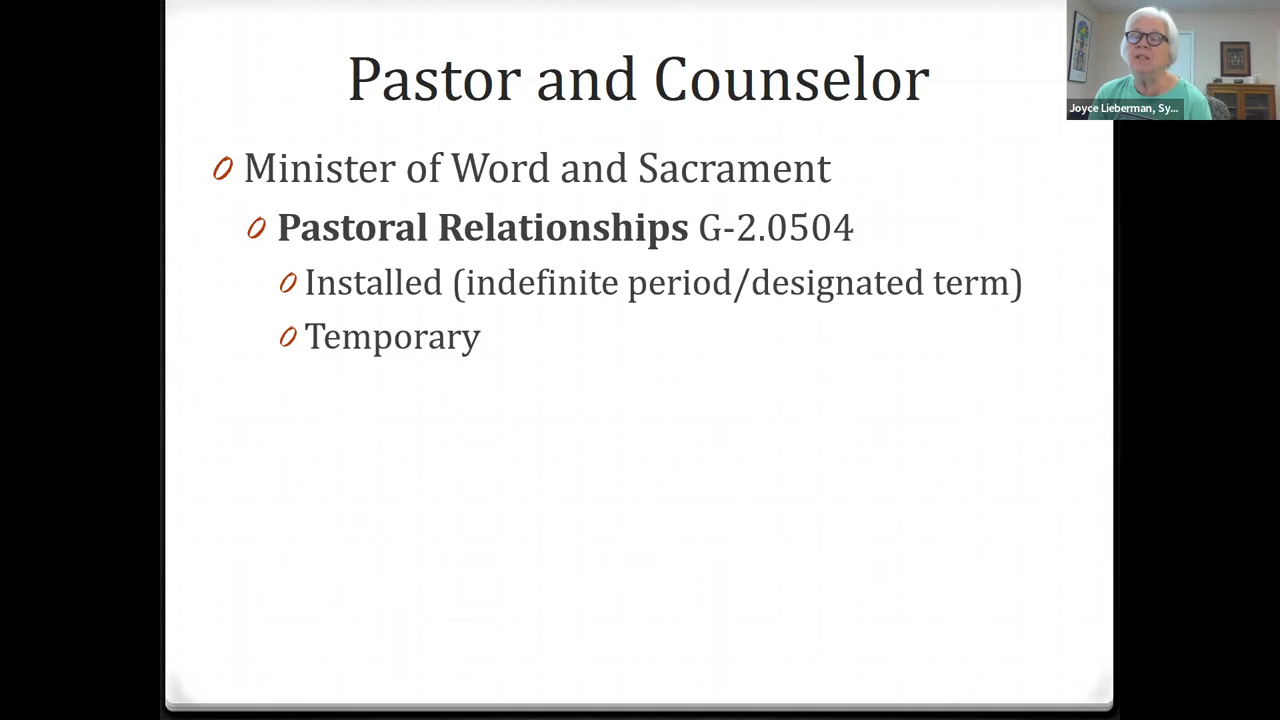 Pastor and Counselor
Minister of Word and Sacrament
Pastoral Relationships G-2.0504
Installed (indefinite period/designated term)
Temporary
Joyce Lieberman, Sy...